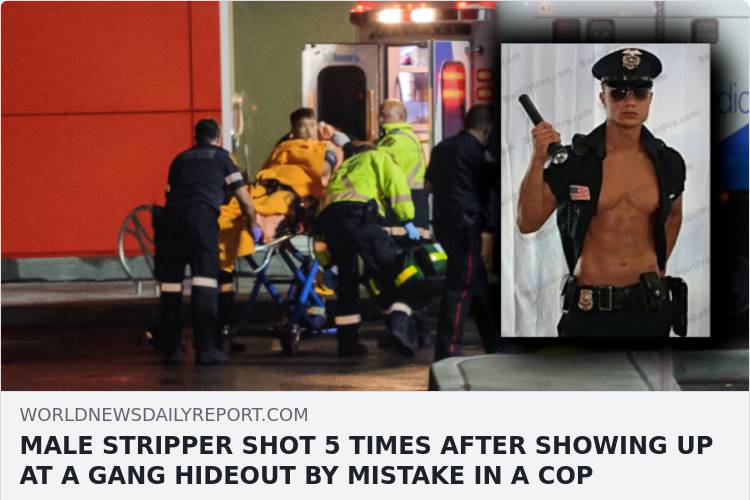 WORLDNEWSDAILYREPORT.COM
MALE STRIPPER SHOT 5 TIMES AFTER SHOWING UP
AT A GANG HIDEOUT BY MISTAKE IN A COP